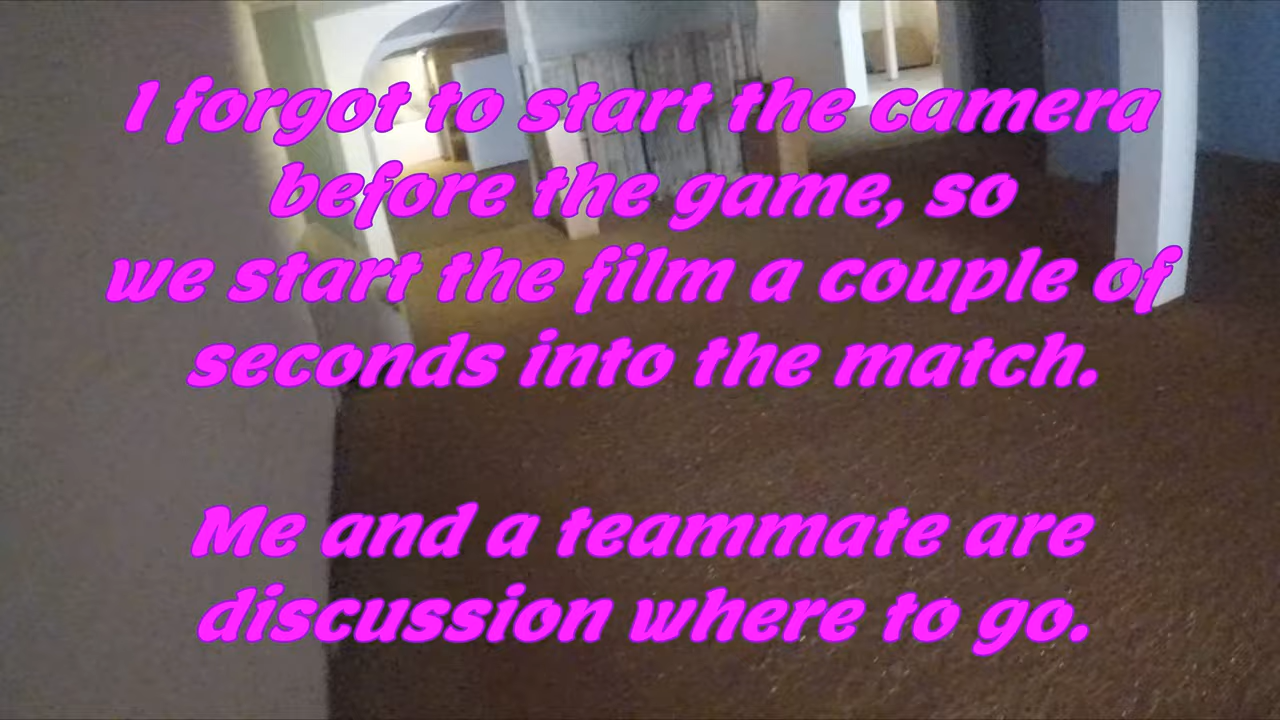 I forgot to start the camera
before the game, so
we start the film a couple of
seconds into the match.
Me and a teammate are
discussion where to go.